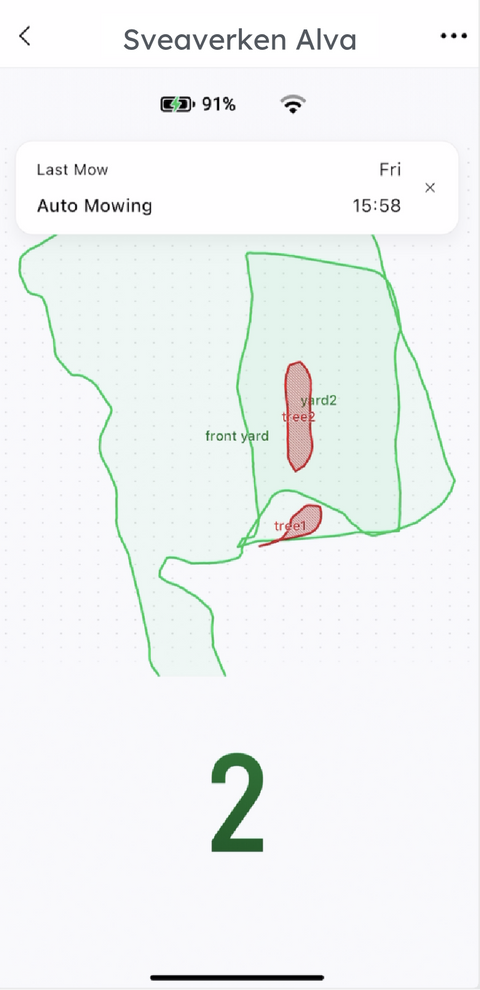 Sveaverken Alva
91%
Last Mow Fri
Auto Mowing 15:58
yard2
tree2
front yard
tree1
2